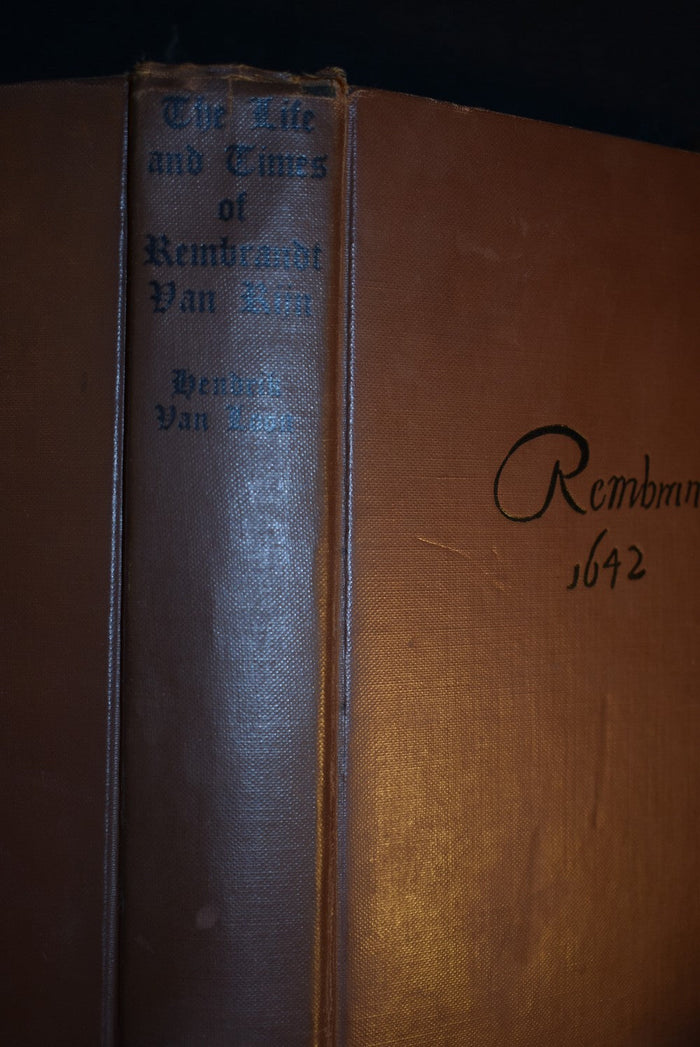 The Life
and Times
of
Rembrandt
Van Rijn
Hendrik
Van Loon
Rembran
1642